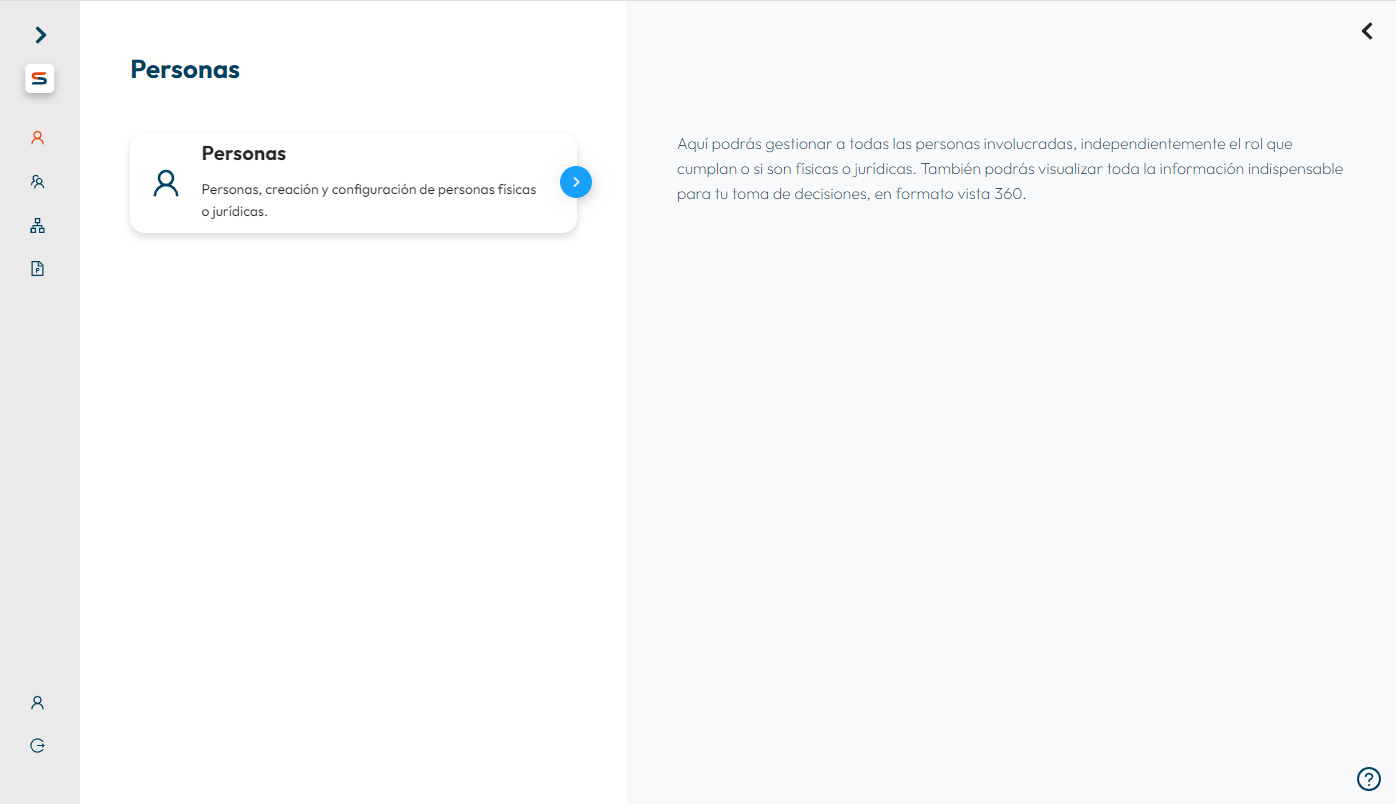 Personas
Personas
Personas, creación y configuración de personas físicas
o jurídicas.
Aquí podrás gestionar a todas las personas involucradas, independientemente el rol que
cumplan o si son físicas o jurídicas. También podrás visualizar toda la información indispensable
para tu toma de decisiones, en formato vista 360.